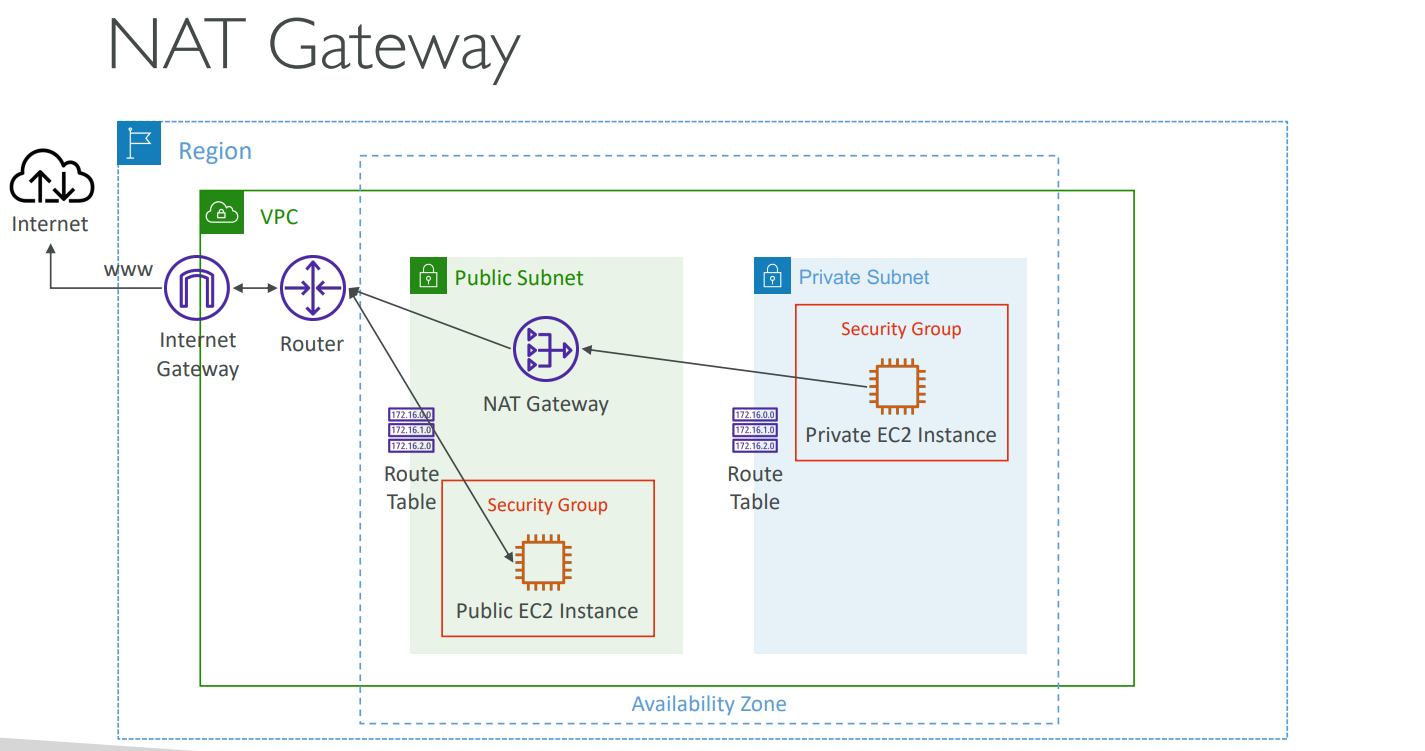 NAT Gateway
Region
Internet
VPC
www
Internet
Gateway
Router
Public Subnet
NAT Gateway
172.16.0.0
172.16.1.0
172.16.2.0
Route
Table
Security Group
Public EC2 Instance
Private Subnet
Security Group
Private EC2 Instance
172.16.0.0
172.16.1.0
172.16.2.0
Route
Table
Availability Zone